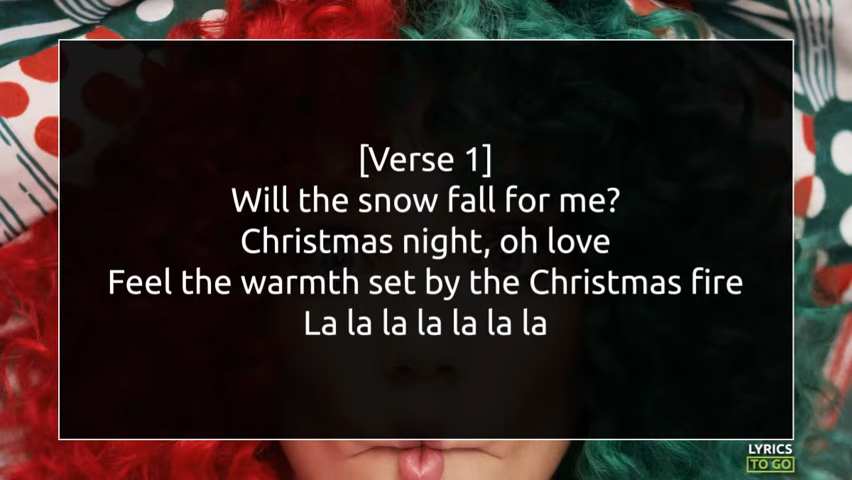 [Verse 1]
Will the snow fall for me?
Christmas night, oh love
Feel the warmth set by the Christmas fire
La la la la la la la
LYRICS
TO GO